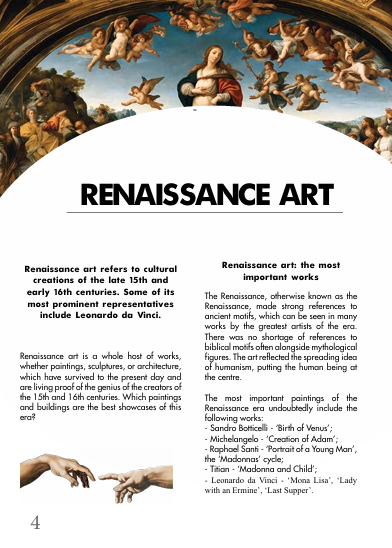 RENAISSANCE ART
Renaissance art refers to cultural
creations of the late 15th and
early 16th centuries. Some of its
most prominent representatives
include Leonardo da Vinci.
Renaissance art is a whole host of works,
whether paintings, sculptures, or architecture,
which have survived to the present day and
are living proof of the genius of the creators of
the 15th and 16th centuries. Which paintings
and buildings are the best showcases of this
era?
Renaissance art: the most
important works
The Renaissance, otherwise known as the
Renaissance, made strong references to
ancient motifs, which can be seen in many
works by the greatest artists of the era.
There was no shortage of references to
biblical motifs often alongside mythological
figures. The art reflected the spreading idea
of humanism, putting the human being at
the centre.
The most important paintings of the
Renaissance era undoubtedly include the
following works:
- Sandro Botticelli - ‘Birth of Venus’;
- Michelangelo - ‘Creation of Adam’;
- Raphael Santi - ‘Portrait of a Young Man’,
the ‘Madonnas’ cycle;
- Titian - ‘Madonna and Child’;
- Leonardo da Vinci - ‘Mona Lisa’, ‘Lady
with an Ermine’, ‘Last Supper’.
4